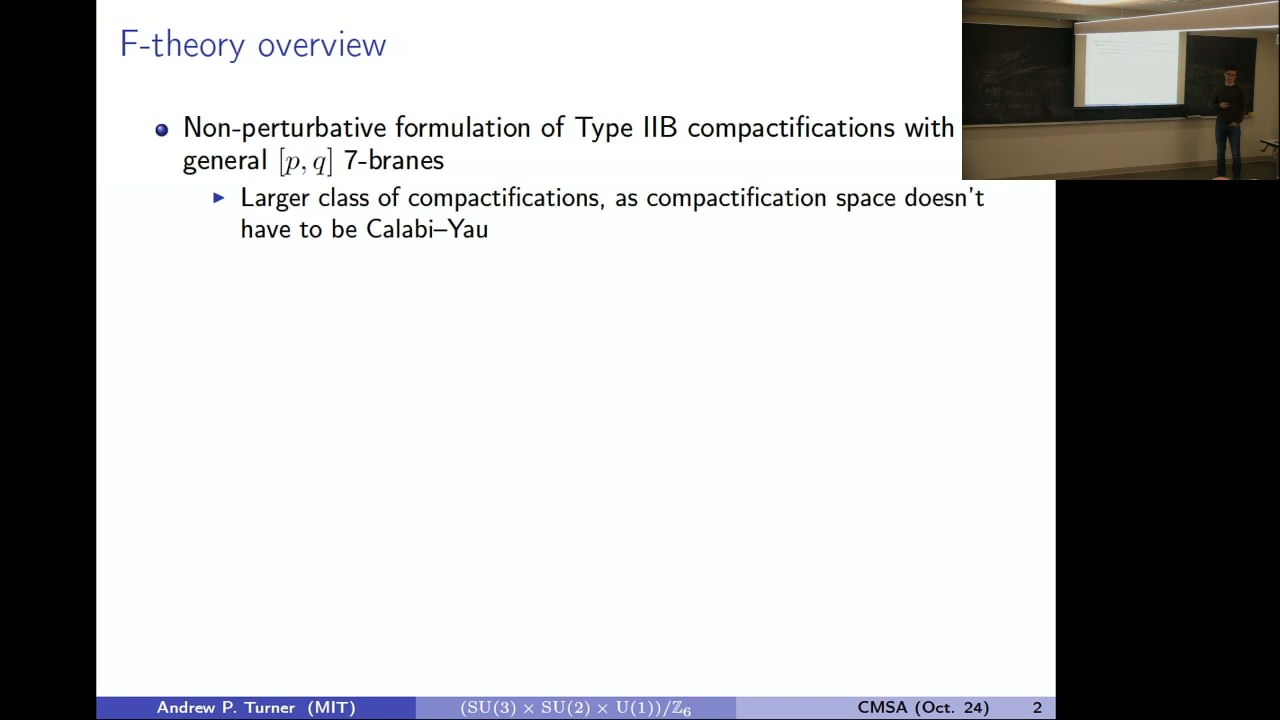 F-theory overview
Non-perturbative formulation of Type IIB compactifications with
general [p, q] 7-branes
Larger class of compactifications, as compactification space doesn't
have to be Calabi–Yau
Andrew P. Turner (MIT)
(SU(3) × SU(2) × U(1))/ℤ₆
CMSA (Oct. 24)
2